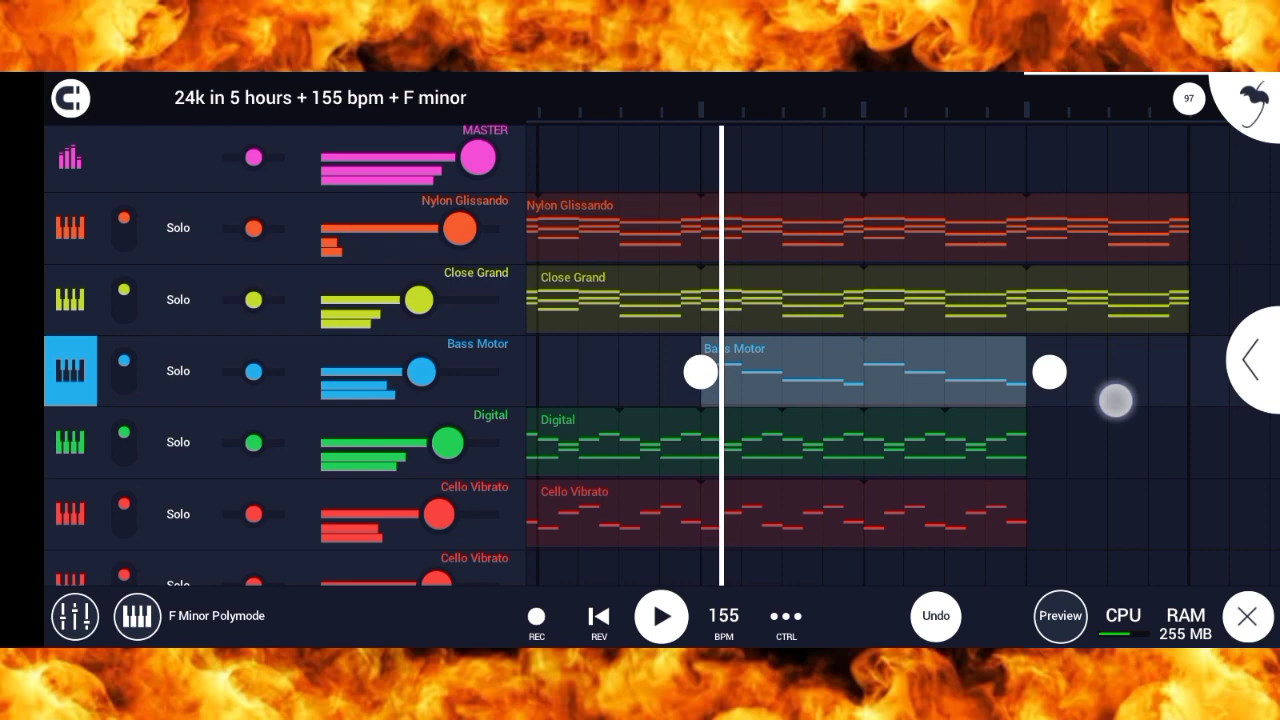 24k in 5 hours + 155 bpm + F minor
97
MASTER
Nylon Glissando
Solo
Nylon Glissando
Close Grand
Solo
Close Grand
Bass Motor
Solo
Bass Motor
Digital
Solo
Digital
Cello Vibrato
Solo
Cello Vibrato
Cello Vibrato
Solo
F Minor Polymode
REC
REV
155
BPM
CTRL
Undo
Preview
CPU
RAM
255 MB